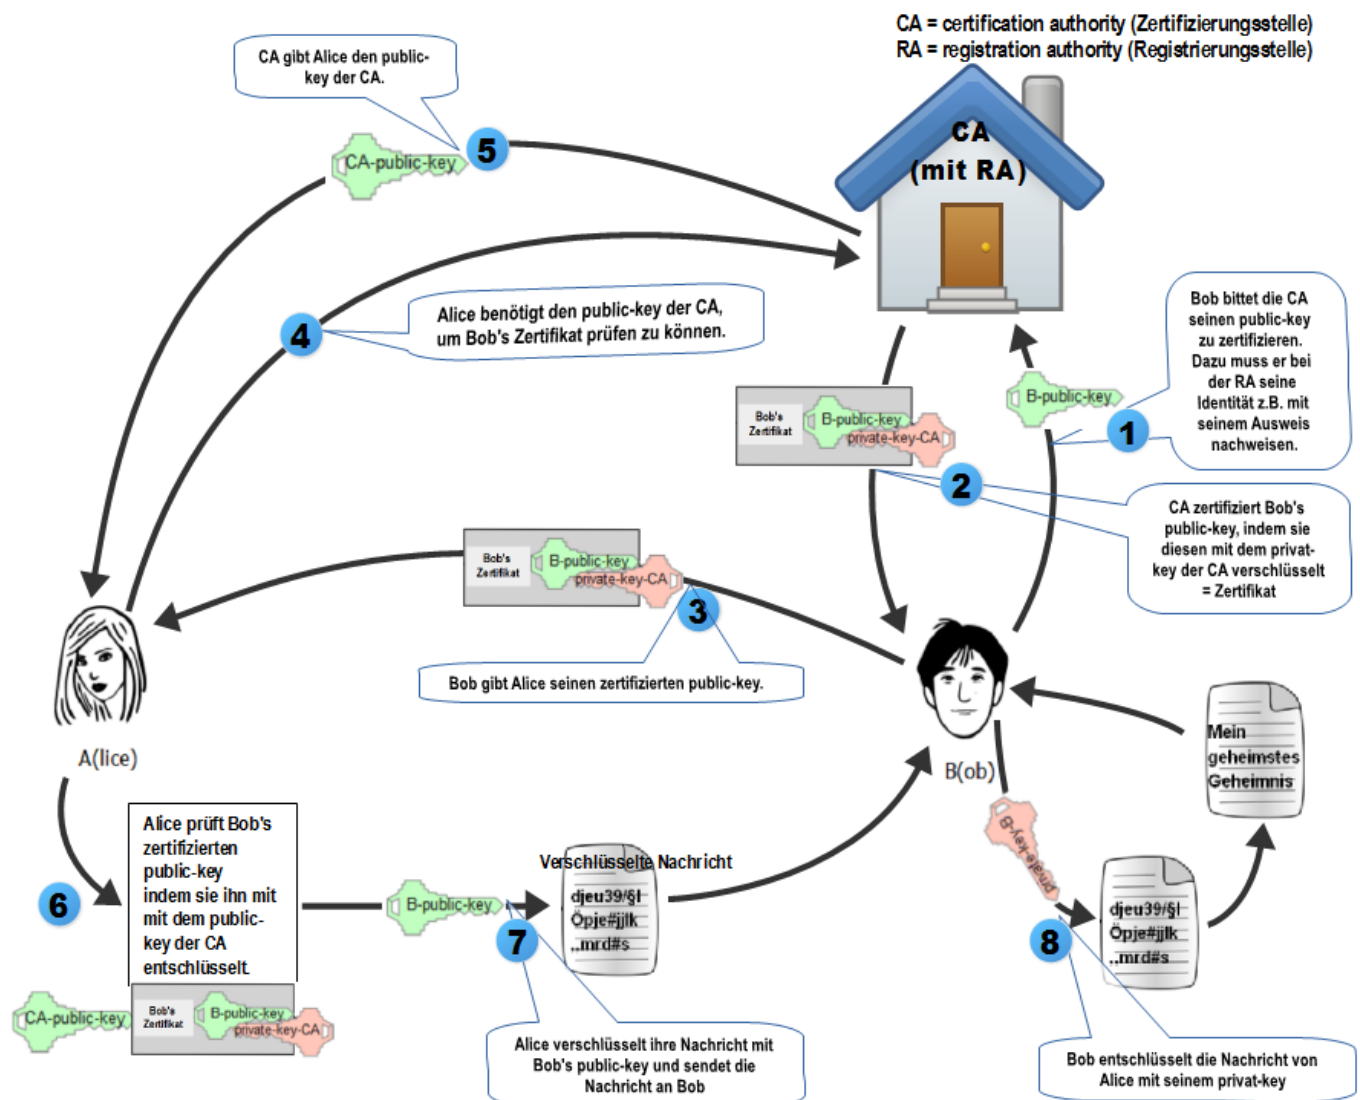 CA = certification authority (Zertifizierungsstelle)
RA = registration authority (Registrierungsstelle)
CA gibt Alice den public-
key der CA.
5
CA-public-key
CA
(mit RA)
4
Alice benötigt den public-key der CA,
um Bob's Zertifikat prüfen zu können.
Bob bittet die CA
seinen public-key
zu zertifizieren.
Dazu muss er bei
der RA seine
Identität z.B. mit
seinem Ausweis
nachweisen.
B-public-key
1
Bob's
Zertifikat
B-public-key
private-key-CA
2
CA zertifiziert Bob's
public-key, indem sie
diesen mit dem privat-
key der CA verschlüsselt
= Zertifikat
Bob's
Zertifikat
B-public-key
private-key-CA
3
Bob gibt Alice seinen zertifizierten public-key.
A(lice)
B(ob)
Mein
geheimstes
Geheimnis
6
Alice prüft Bob's
zertifizierten
public-key
indem sie ihn mit
mit dem public-
key der CA
entschlüsselt.
CA-public-key
Bob's
Zertifikat
B-public-key
private-key-CA
B-public-key
7
Verschlüsselte Nachricht
djeu39/§l
Öpje#jjlk
,,mrd#s
Alice verschlüsselt ihre Nachricht mit
Bob's public-key und sendet die
Nachricht an Bob
private-key-B
8
djeu39/§l
Öpje#jjlk
,,mrd#s
Bob entschlüsselt die Nachricht von
Alice mit seinem privat-key